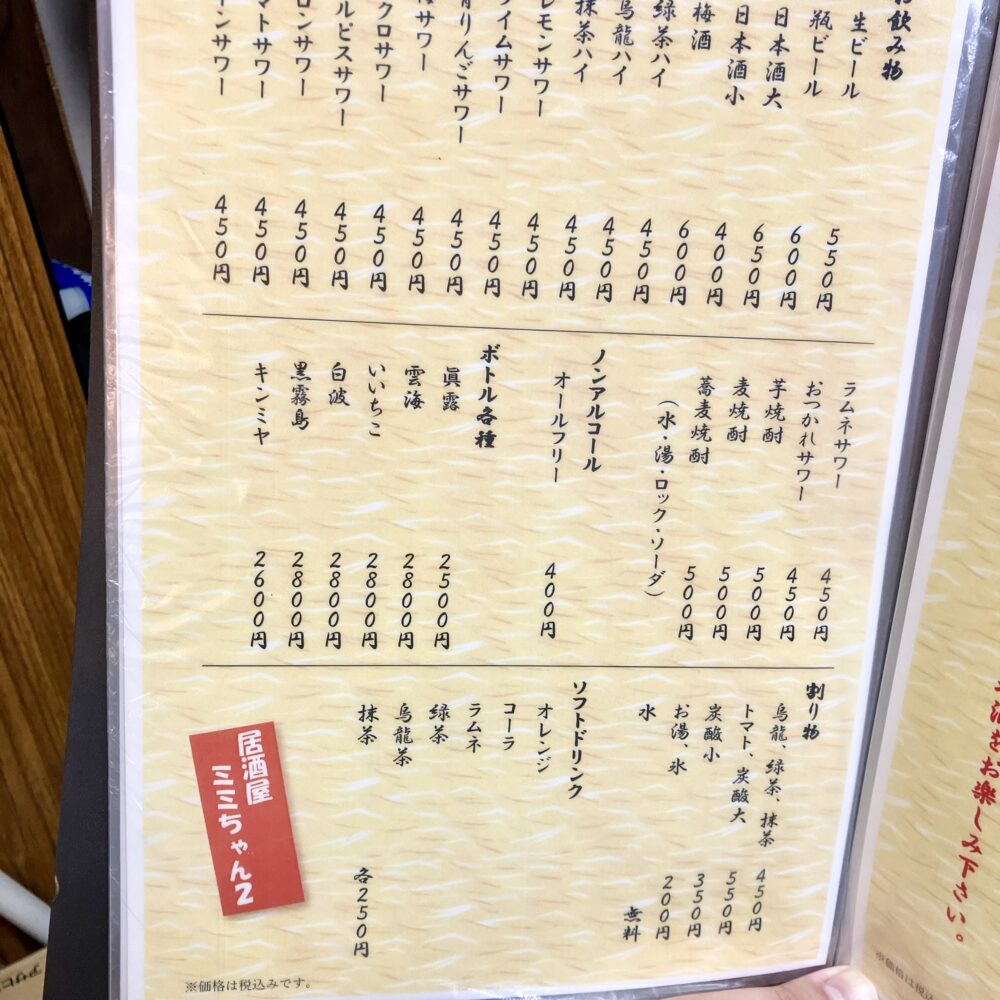 お飲み物
生ビール 550円
瓶ビール 600円
日本酒大 650円
日本酒小 400円
梅酒 600円
緑茶ハイ 450円
烏龍ハイ 450円
抹茶ハイ 450円
レモンサワー 450円
ライムサワー 450円
青りんごサワー 450円
サワー 450円
クロサワー 450円
ルピスサワー 450円
ロンサワー 450円
マトサワー 450円
ンサワー 450円
ラムネサワー 450円
おつかれサワー 450円
芋焼酎 500円
麦焼酎 500円
蕎麦焼酎 500円
（水・湯・ロック・ソーダ）
ノンアルコール
オールフリー 400円
ボトル各種
眞露 2500円
雲海 2800円
いいちこ 2800円
白波 2800円
黒霧島 2800円
キンミヤ 2600円
割り物
烏龍、緑茶、抹茶 450円
トマト、炭酸大 550円
炭酸小 350円
お湯、氷 200円
水 無料
ソフトドリンク
オレンジ
コーラ
ラムネ
緑茶
烏龍茶
抹茶 各250円
居酒屋
ミミちゃん2
※価格は税込みです。
をお楽しみ下さい。
※価格は税込
アサヒ